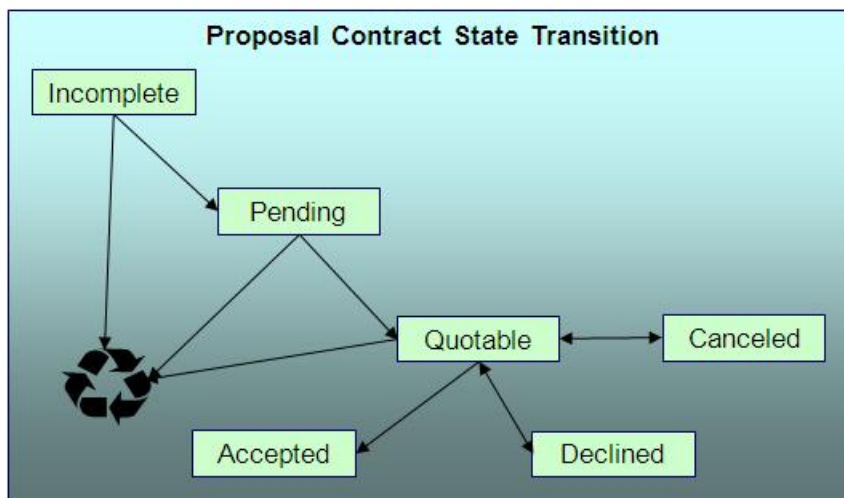 Proposal Contract State Transition
Incomplete
Pending
Quotable
Canceled
Accepted
Declined